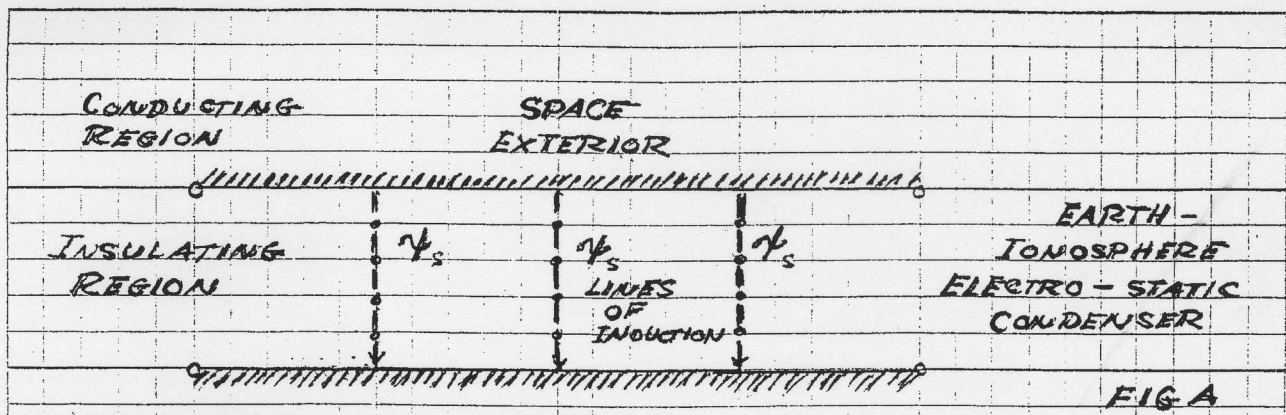 CONDUCTING
REGION
SPACE
EXTERIOR
INSULATING
REGION
ψs
ψs
LINES
OF
INDUCTION
ψs
EARTH -
IONOSPHERE
ELECTRO - STATIC
CONDENSER
FIG A